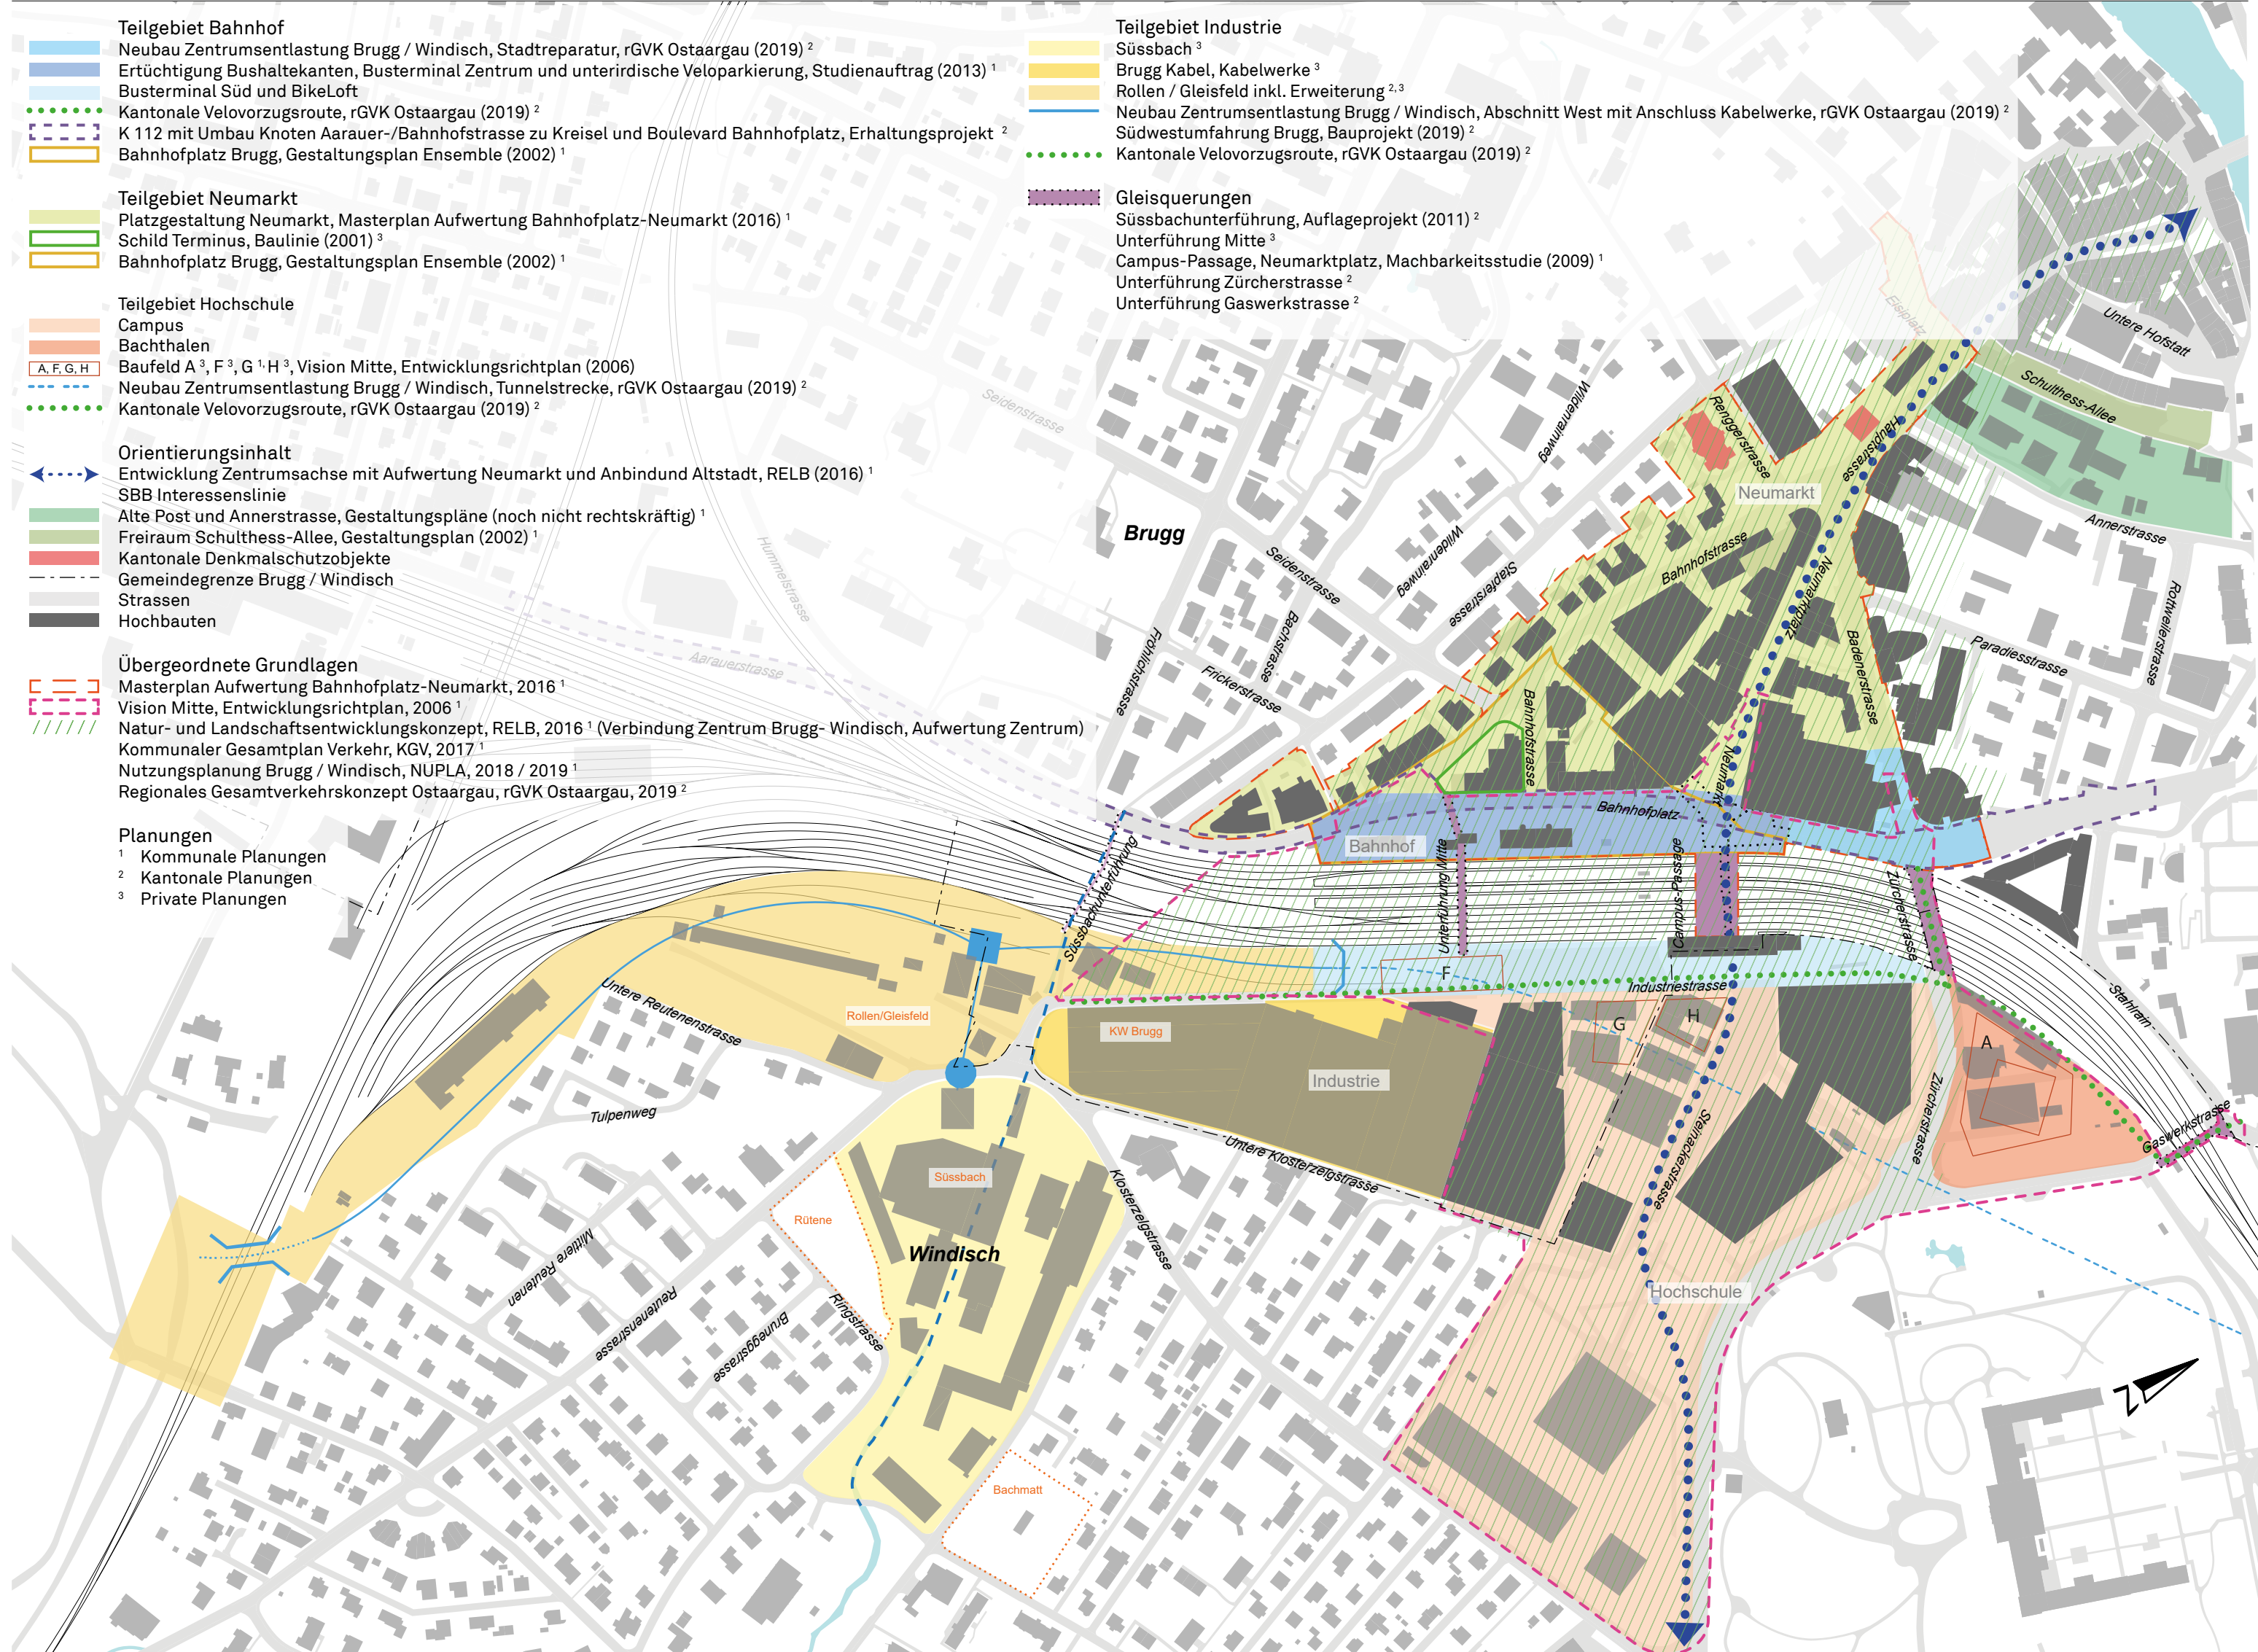 Teilgebiet Bahnhof
Neubau Zentrumsentlastung Brugg / Windisch, Stadtreparatur, rGVK Ostaargau (2019) ²
Ertüchtigung Bushaltekanten, Busterminal Zentrum und unterirdische Veloparkierung, Studienauftrag (2013) ¹
Busterminal Süd und BikeLoft
Kantonale Velovorzugsroute, rGVK Ostaargau (2019) ²
K 112 mit Umbau Knoten Aarauer-/Bahnhofstrasse zu Kreisel und Boulevard Bahnhofplatz, Erhaltungsprojekt ²
Bahnhofplatz Brugg, Gestaltungsplan Ensemble (2002) ¹
Teilgebiet Neumarkt
Platzgestaltung Neumarkt, Masterplan Aufwertung Bahnhofplatz-Neumarkt (2016) ¹
Schild Terminus, Baulinie (2001) ³
Bahnhofplatz Brugg, Gestaltungsplan Ensemble (2002) ¹
Teilgebiet Hochschule
Campus
Bachthalen
A, F, G, H
Baufeld A ³, F ³, G ¹, H ³, Vision Mitte, Entwicklungsrichtplan (2006)
Neubau Zentrumsentlastung Brugg / Windisch, Tunnelstrecke, rGVK Ostaargau (2019) ²
Kantonale Velovorzugsroute, rGVK Ostaargau (2019) ²
Orientierungsinhalt
Entwicklung Zentrumsachse mit Aufwertung Neumarkt und Anbindund Altstadt, RELB (2016) ¹
SBB Interessenslinie
Alte Post und Annerstrasse, Gestaltungspläne (noch nicht rechtskräftig) ¹
Freiraum Schulthess-Allee, Gestaltungsplan (2002) ¹
Kantonale Denkmalschutzobjekte
Gemeindegrenze Brugg / Windisch
Strassen
Hochbauten
Übergeordnete Grundlagen
Masterplan Aufwertung Bahnhofplatz-Neumarkt, 2016 ¹
Vision Mitte, Entwicklungsrichtplan, 2006 ¹
Natur- und Landschaftsentwicklungskonzept, RELB, 2016 ¹ (Verbindung Zentrum Brugg- Windisch, Aufwertung Zentrum)
Kommunaler Gesamtplan Verkehr, KGV, 2017 ¹
Nutzungsplanung Brugg / Windisch, NUPLA, 2018 / 2019 ¹
Regionales Gesamtverkehrskonzept Ostaargau, rGVK Ostaargau, 2019 ²
Planungen
¹ Kommunale Planungen
² Kantonale Planungen
³ Private Planungen
Teilgebiet Industrie
Süssbach ³
Brugg Kabel, Kabelwerke ³
Rollen / Gleisfeld inkl. Erweiterung ²,³
Neubau Zentrumsentlastung Brugg / Windisch, Abschnitt West mit Anschluss Kabelwerke, rGVK Ostaargau (2019) ²
Südwestumfahrung Brugg, Bauprojekt (2019) ²
Kantonale Velovorzugsroute, rGVK Ostaargau (2019) ²
Gleisquerungen
Süssbachunterführung, Auflageprojekt (2011) ²
Unterführung Mitte ³
Campus-Passage, Neumarktplatz, Machbarkeitsstudie (2009) ¹
Unterführung Zürcherstrasse ²
Unterführung Gaswerkstrasse ²
Eisiplatz
Untere Hofstatt
Schulthess-Allee
Wildenrainweg
Renggerstrasse
Hauptstrasse
Seidenstrasse
Neumarkt
Annerstrasse
Brugg
Hummelstrasse
Seidenstrasse
Wildenrainweg
Stapferstrasse
Bahnhofstrasse
Neumarktplatz
Rottweilerstrasse
Bachstrasse
Badenerstrasse
Paradiesstrasse
Aarauerstrasse
Fröhlichstrasse
Frickerstrasse
Bahnhofstrasse
Neumarkt
Bahnhofplatz
Bahnhof
Süssbachunterführung
Unterführung Mitte
Campus-Passage
Zürcherstrasse
F
Industriestrasse
Untere Reutenenstrasse
Rollen/Gleisfeld
KW Brugg
G
H
A
Stahlrain
Industrie
Tulpenweg
Steinackerstrasse
Zürcherstrasse
Gaswerkstrasse
Untere Klosterzelgstrasse
Süssbach
Klosterzelgstrasse
Rütene
Windisch
Mittlere Reutenen
Reutenenstrasse
Bruneggstrasse
Ringstrasse
Hochschule
Bachmatt
N